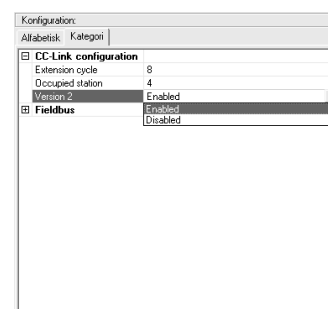 Konfiguration:
Alfabetisk Kategori
CC-Link configuration
Extension cycle 8
Occupied station 4
Version 2 Enabled
Enabled
Fieldbus
Disabled